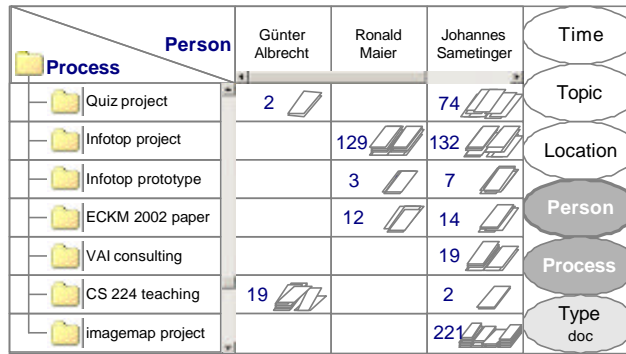 Person
Process
Günter
Albrecht
Ronald
Maier
Johannes
Sametinger
Time
Quiz project
2
74
Topic
Infotop project
129
132
Location
Infotop prototype
3
7
ECKM 2002 paper
12
14
Person
VAI consulting
19
Process
CS 224 teaching
19
2
Type
doc
imagemap project
221